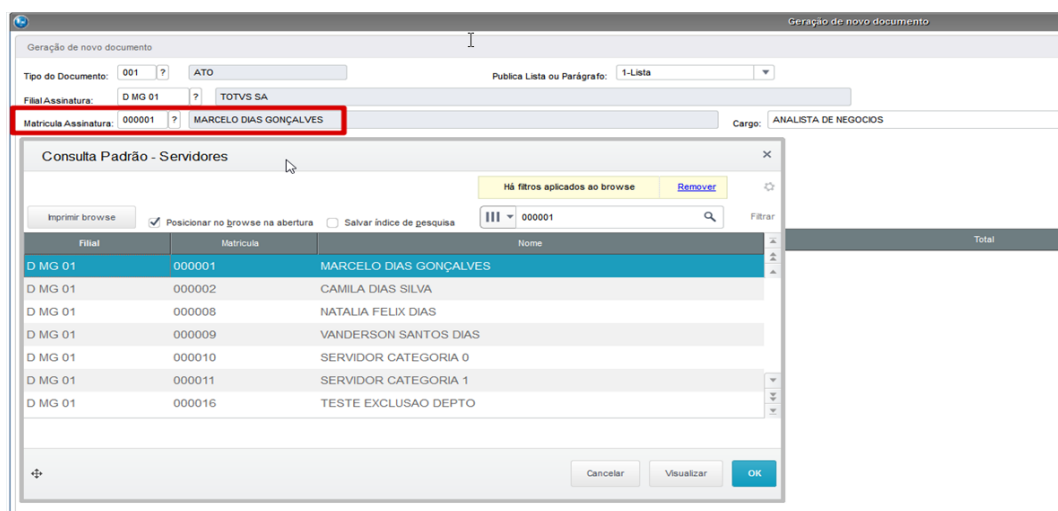 Geração de novo documento
Geração de novo documento
Tipo do Documento: 001 ? ATO Publica Lista ou Parágrafo: 1-Lista
Filial Assinatura: D MG 01 ? TOTVS SA
Matricula Assinatura: 000001 ? MARCELO DIAS GONÇALVES Cargo: ANALISTA DE NEGOCIOS
Consulta Padrão - Servidores
Há filtros aplicados ao browse Remover
Imprimir browse Posicionar no browse na abertura Salvar índice de pesquisa 000001 Filtrar
Filial Matricula Nome Total
D MG 01 000001 MARCELO DIAS GONÇALVES
D MG 01 000002 CAMILA DIAS SILVA
D MG 01 000008 NATALIA FELIX DIAS
D MG 01 000009 VANDERSON SANTOS DIAS
D MG 01 000010 SERVIDOR CATEGORIA 0
D MG 01 000011 SERVIDOR CATEGORIA 1
D MG 01 000016 TESTE EXCLUSAO DEPTO
Cancelar Visualizar OK